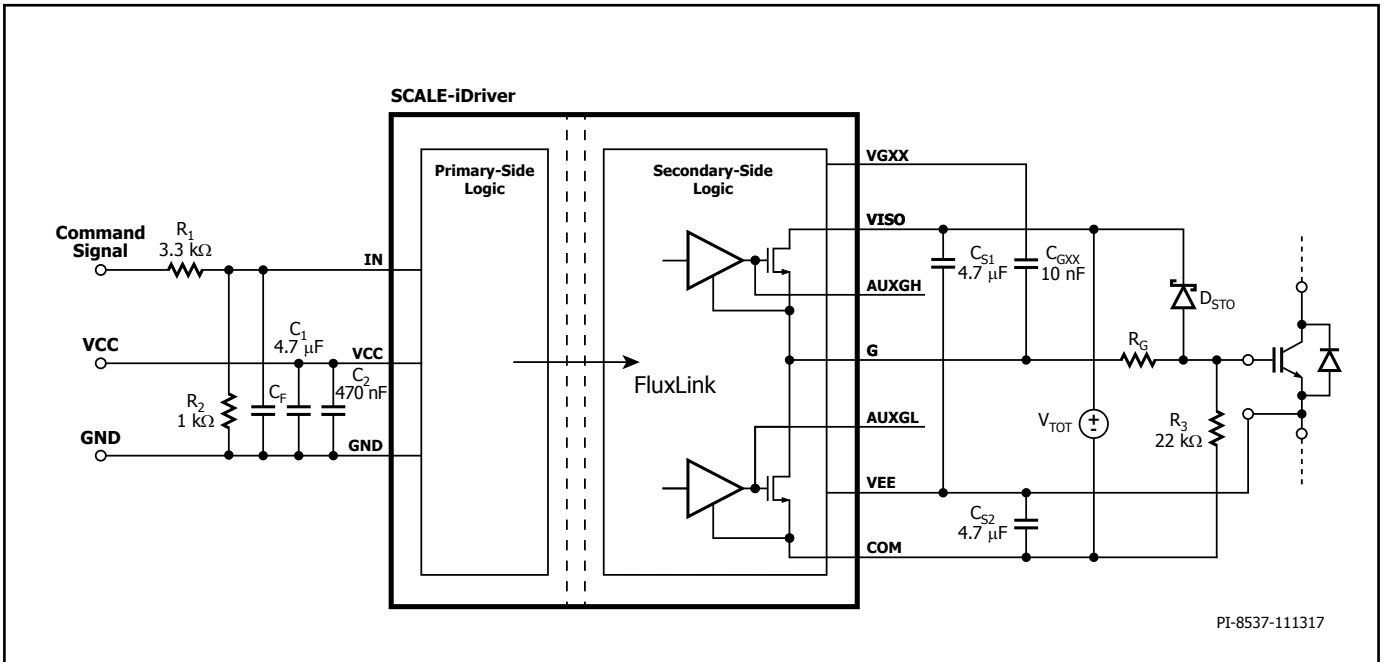 SCALE-iDriver
Primary-Side
Logic
Secondary-Side
Logic
FluxLink
Command
Signal
R1
3.3 kΩ
IN
VCC
C1
4.7 μF
VCC
C2
470 nF
CF
R2
1 kΩ
GND
GND
VGXX
VISO
AUXGH
G
AUXGL
VEE
COM
CS1
4.7 μF
CGXX
10 nF
DSTO
RG
VTOT
+
-
R3
22 kΩ
CS2
4.7 μF
PI-8537-111317